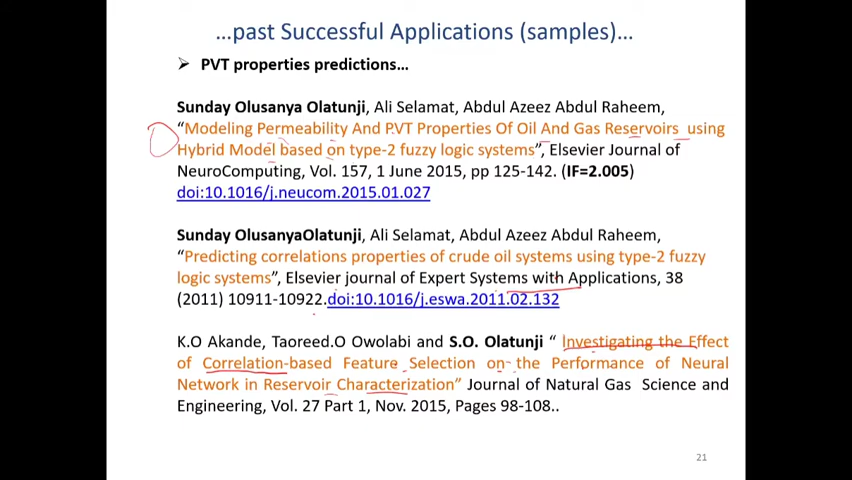 ...past Successful Applications (samples)...
➢ PVT properties predictions...
Sunday Olusanya Olatunji, Ali Selamat, Abdul Azeez Abdul Raheem,
“Modeling Permeability And PVT Properties Of Oil And Gas Reservoirs using
Hybrid Model based on type-2 fuzzy logic systems”, Elsevier Journal of
NeuroComputing, Vol. 157, 1 June 2015, pp 125-142. (IF=2.005)
doi:10.1016/j.neucom.2015.01.027
Sunday OlusanyaOlatunji, Ali Selamat, Abdul Azeez Abdul Raheem,
“Predicting correlations properties of crude oil systems using type-2 fuzzy
logic systems”, Elsevier journal of Expert Systems with Applications, 38
(2011) 10911-10922.doi:10.1016/j.eswa.2011.02.132
K.O Akande, Taoreed.O Owolabi and S.O. Olatunji “ Investigating the Effect
of Correlation-based Feature Selection on the Performance of Neural
Network in Reservoir Characterization” Journal of Natural Gas Science and
Engineering, Vol. 27 Part 1, Nov. 2015, Pages 98-108..
21